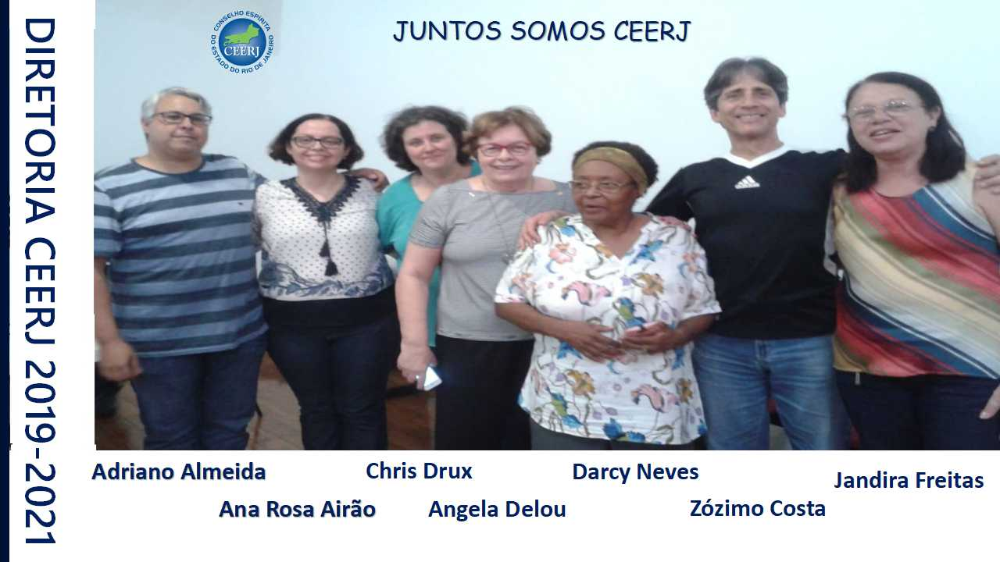 DIRETORIA CEERJ 2019-2021
CONSELHO ESPÍRITA
DO ESTADO DO RIO DE JANEIRO
CEERJ
JUNTOS SOMOS CEERJ
adidas
Adriano Almeida
Chris Drux
Darcy Neves
Jandira Freitas
Ana Rosa Airão
Angela Delou
Zózimo Costa